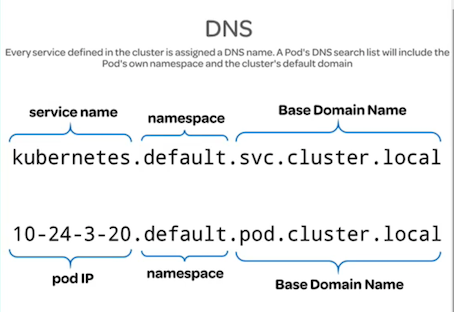 DNS
Every service defined in the cluster is assigned a DNS name. A Pod's DNS search list will include the
Pod's own namespace and the cluster's default domain
service name
namespace
Base Domain Name
kubernetes.default.svc.cluster.local
10-24-3-20.default.pod.cluster.local
pod IP
namespace
Base Domain Name